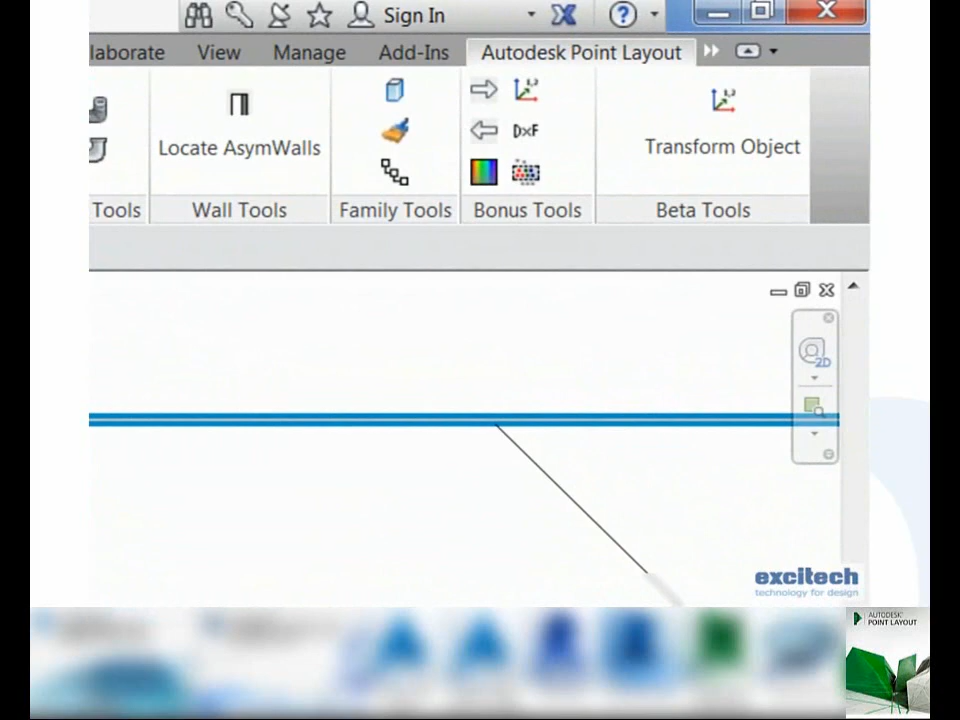 Sign In
laborate View Manage Add-Ins Autodesk Point Layout
DxF
Locate AsymWalls
Transform Object
Tools Wall Tools Family Tools Bonus Tools Beta Tools
2D
excitech
technology for design
AUTODESK
POINT LAYOUT